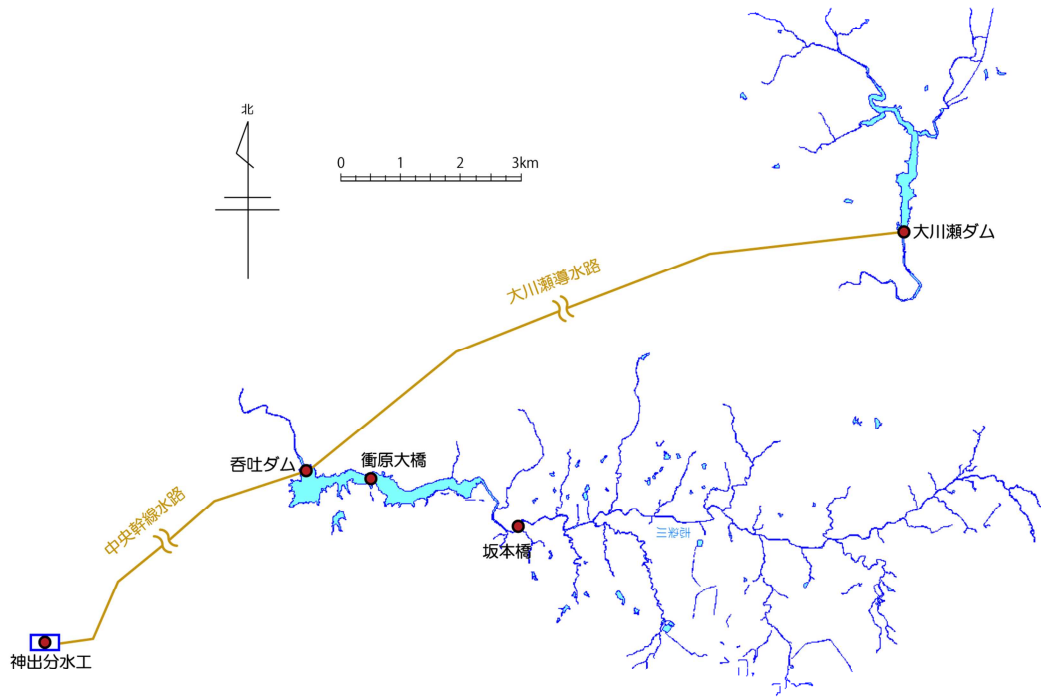 北
0 1 2 3km
大川瀬ダム
大川瀬導水路
呑吐ダム
衝原大橋
中央幹線水路
坂本橋
神出分水工